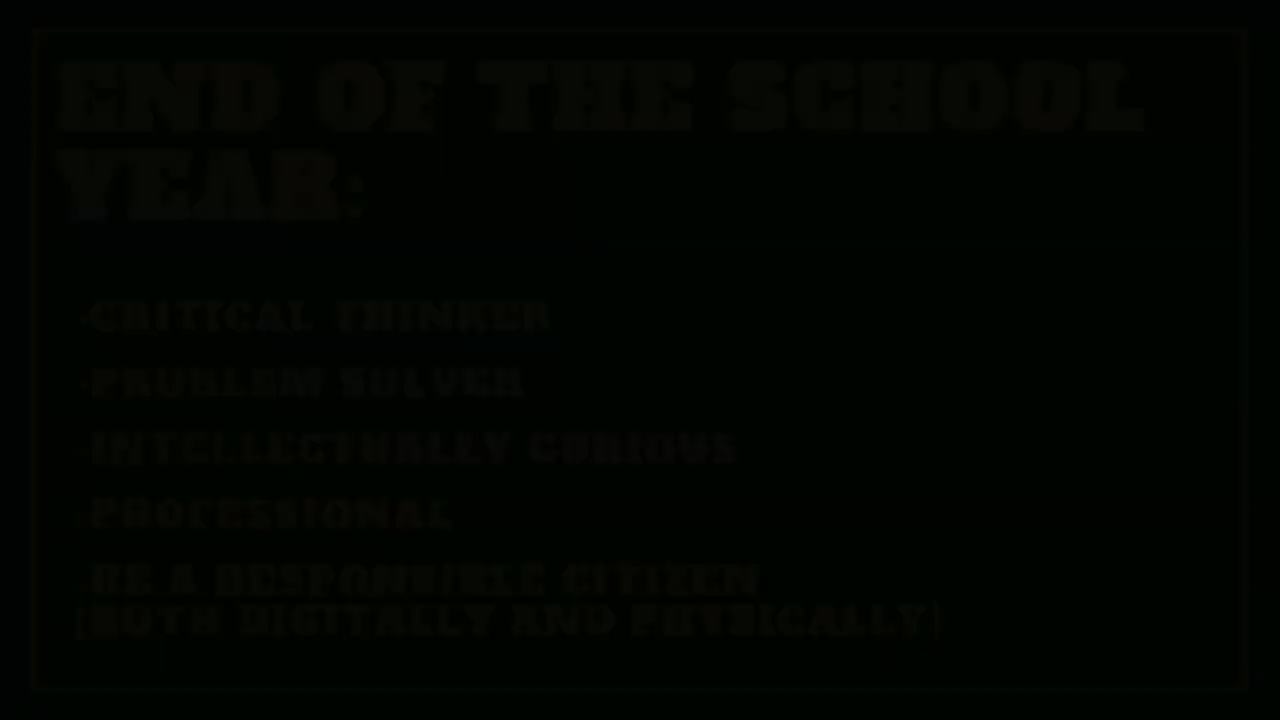 END OF THE SCHOOL
YEAR:
·CRITICAL THINKER
·PROBLEM SOLVER
·INTELLECTUALLY CURIOUS
·PROFESSIONAL
·BE A RESPONSIBLE CITIZEN
(BOTH DIGITALLY AND PHYSICALLY)